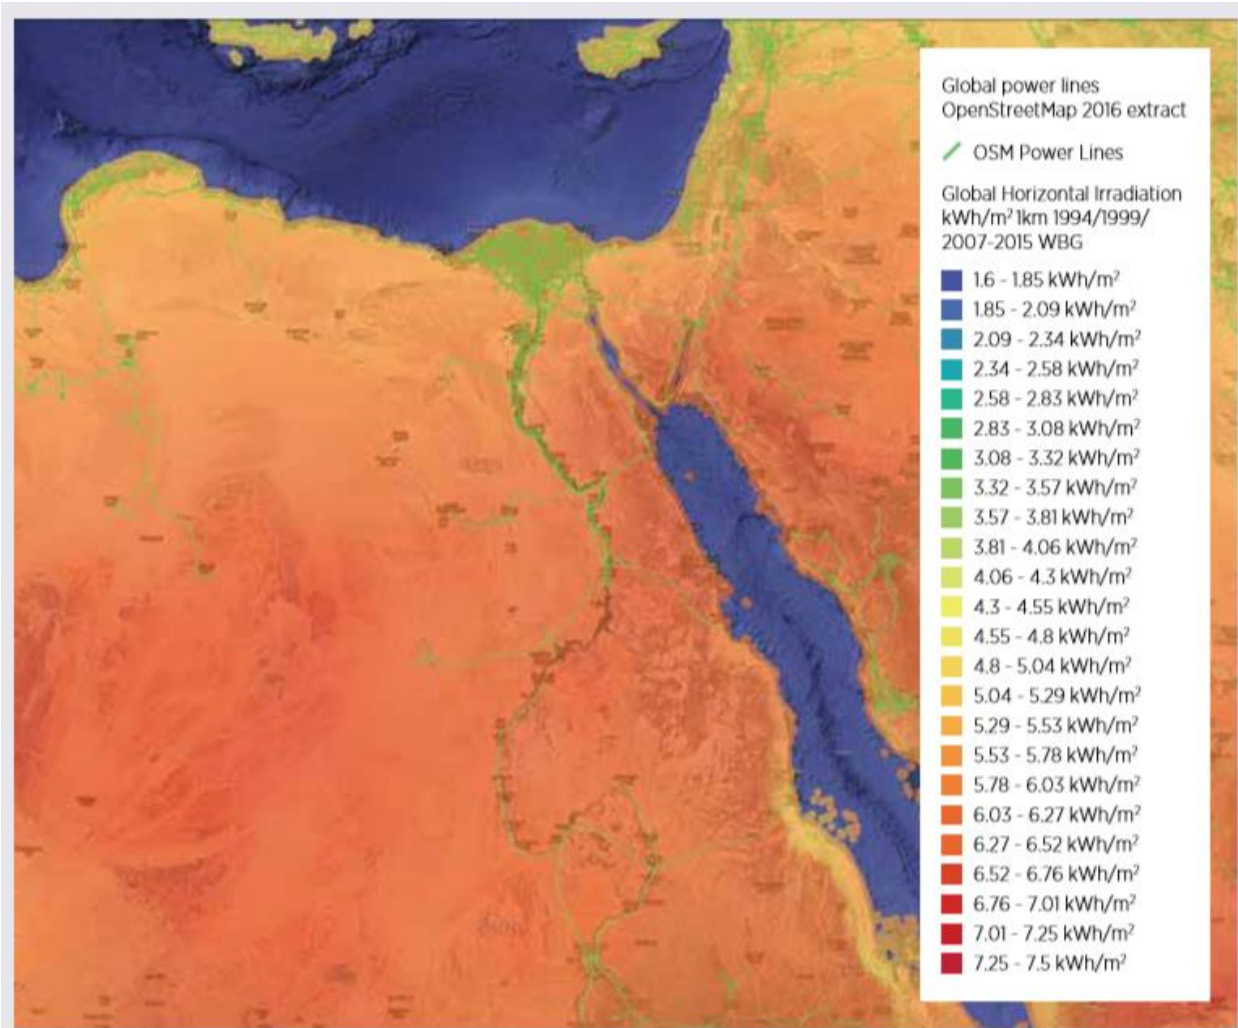 Global power lines
OpenStreetMap 2016 extract
OSM Power Lines
Global Horizontal Irradiation
kWh/m² 1km 1994/1999/
2007-2015 WBG
1.6 - 1.85 kWh/m²
1.85 - 2.09 kWh/m²
2.09 - 2.34 kWh/m²
2.34 - 2.58 kWh/m²
2.58 - 2.83 kWh/m²
2.83 - 3.08 kWh/m²
3.08 - 3.32 kWh/m²
3.32 - 3.57 kWh/m²
3.57 - 3.81 kWh/m²
3.81 - 4.06 kWh/m²
4.06 - 4.3 kWh/m²
4.3 - 4.55 kWh/m²
4.55 - 4.8 kWh/m²
4.8 - 5.04 kWh/m²
5.04 - 5.29 kWh/m²
5.29 - 5.53 kWh/m²
5.53 - 5.78 kWh/m²
5.78 - 6.03 kWh/m²
6.03 - 6.27 kWh/m²
6.27 - 6.52 kWh/m²
6.52 - 6.76 kWh/m²
6.76 - 7.01 kWh/m²
7.01 - 7.25 kWh/m²
7.25 - 7.5 kWh/m²